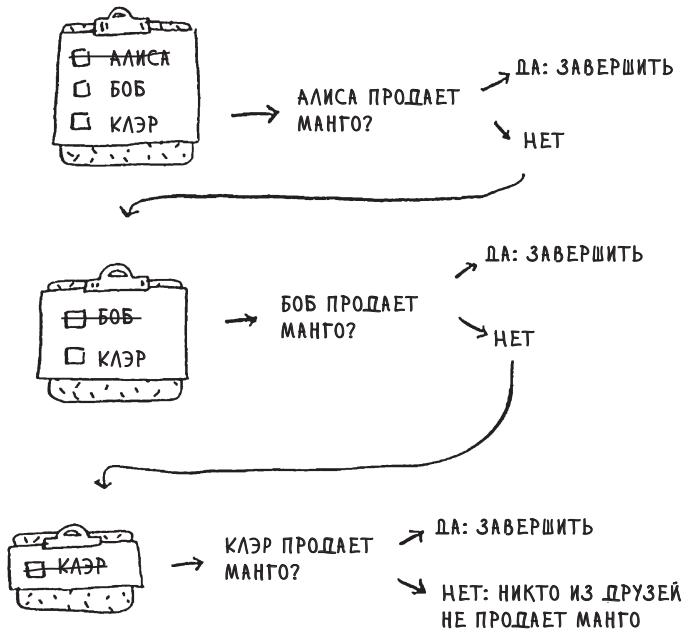 АЛИСА
БОБ
КЛЭР
АЛИСА ПРОДАЕТ
МАНГО?
ДА: ЗАВЕРШИТЬ
НЕТ
БОБ
КЛЭР
БОБ ПРОДАЕТ
МАНГО?
ДА: ЗАВЕРШИТЬ
НЕТ
КЛЭР
КЛЭР ПРОДАЕТ
МАНГО?
ДА: ЗАВЕРШИТЬ
НЕТ: НИКТО ИЗ ДРУЗЕЙ
НЕ ПРОДАЕТ МАНГО